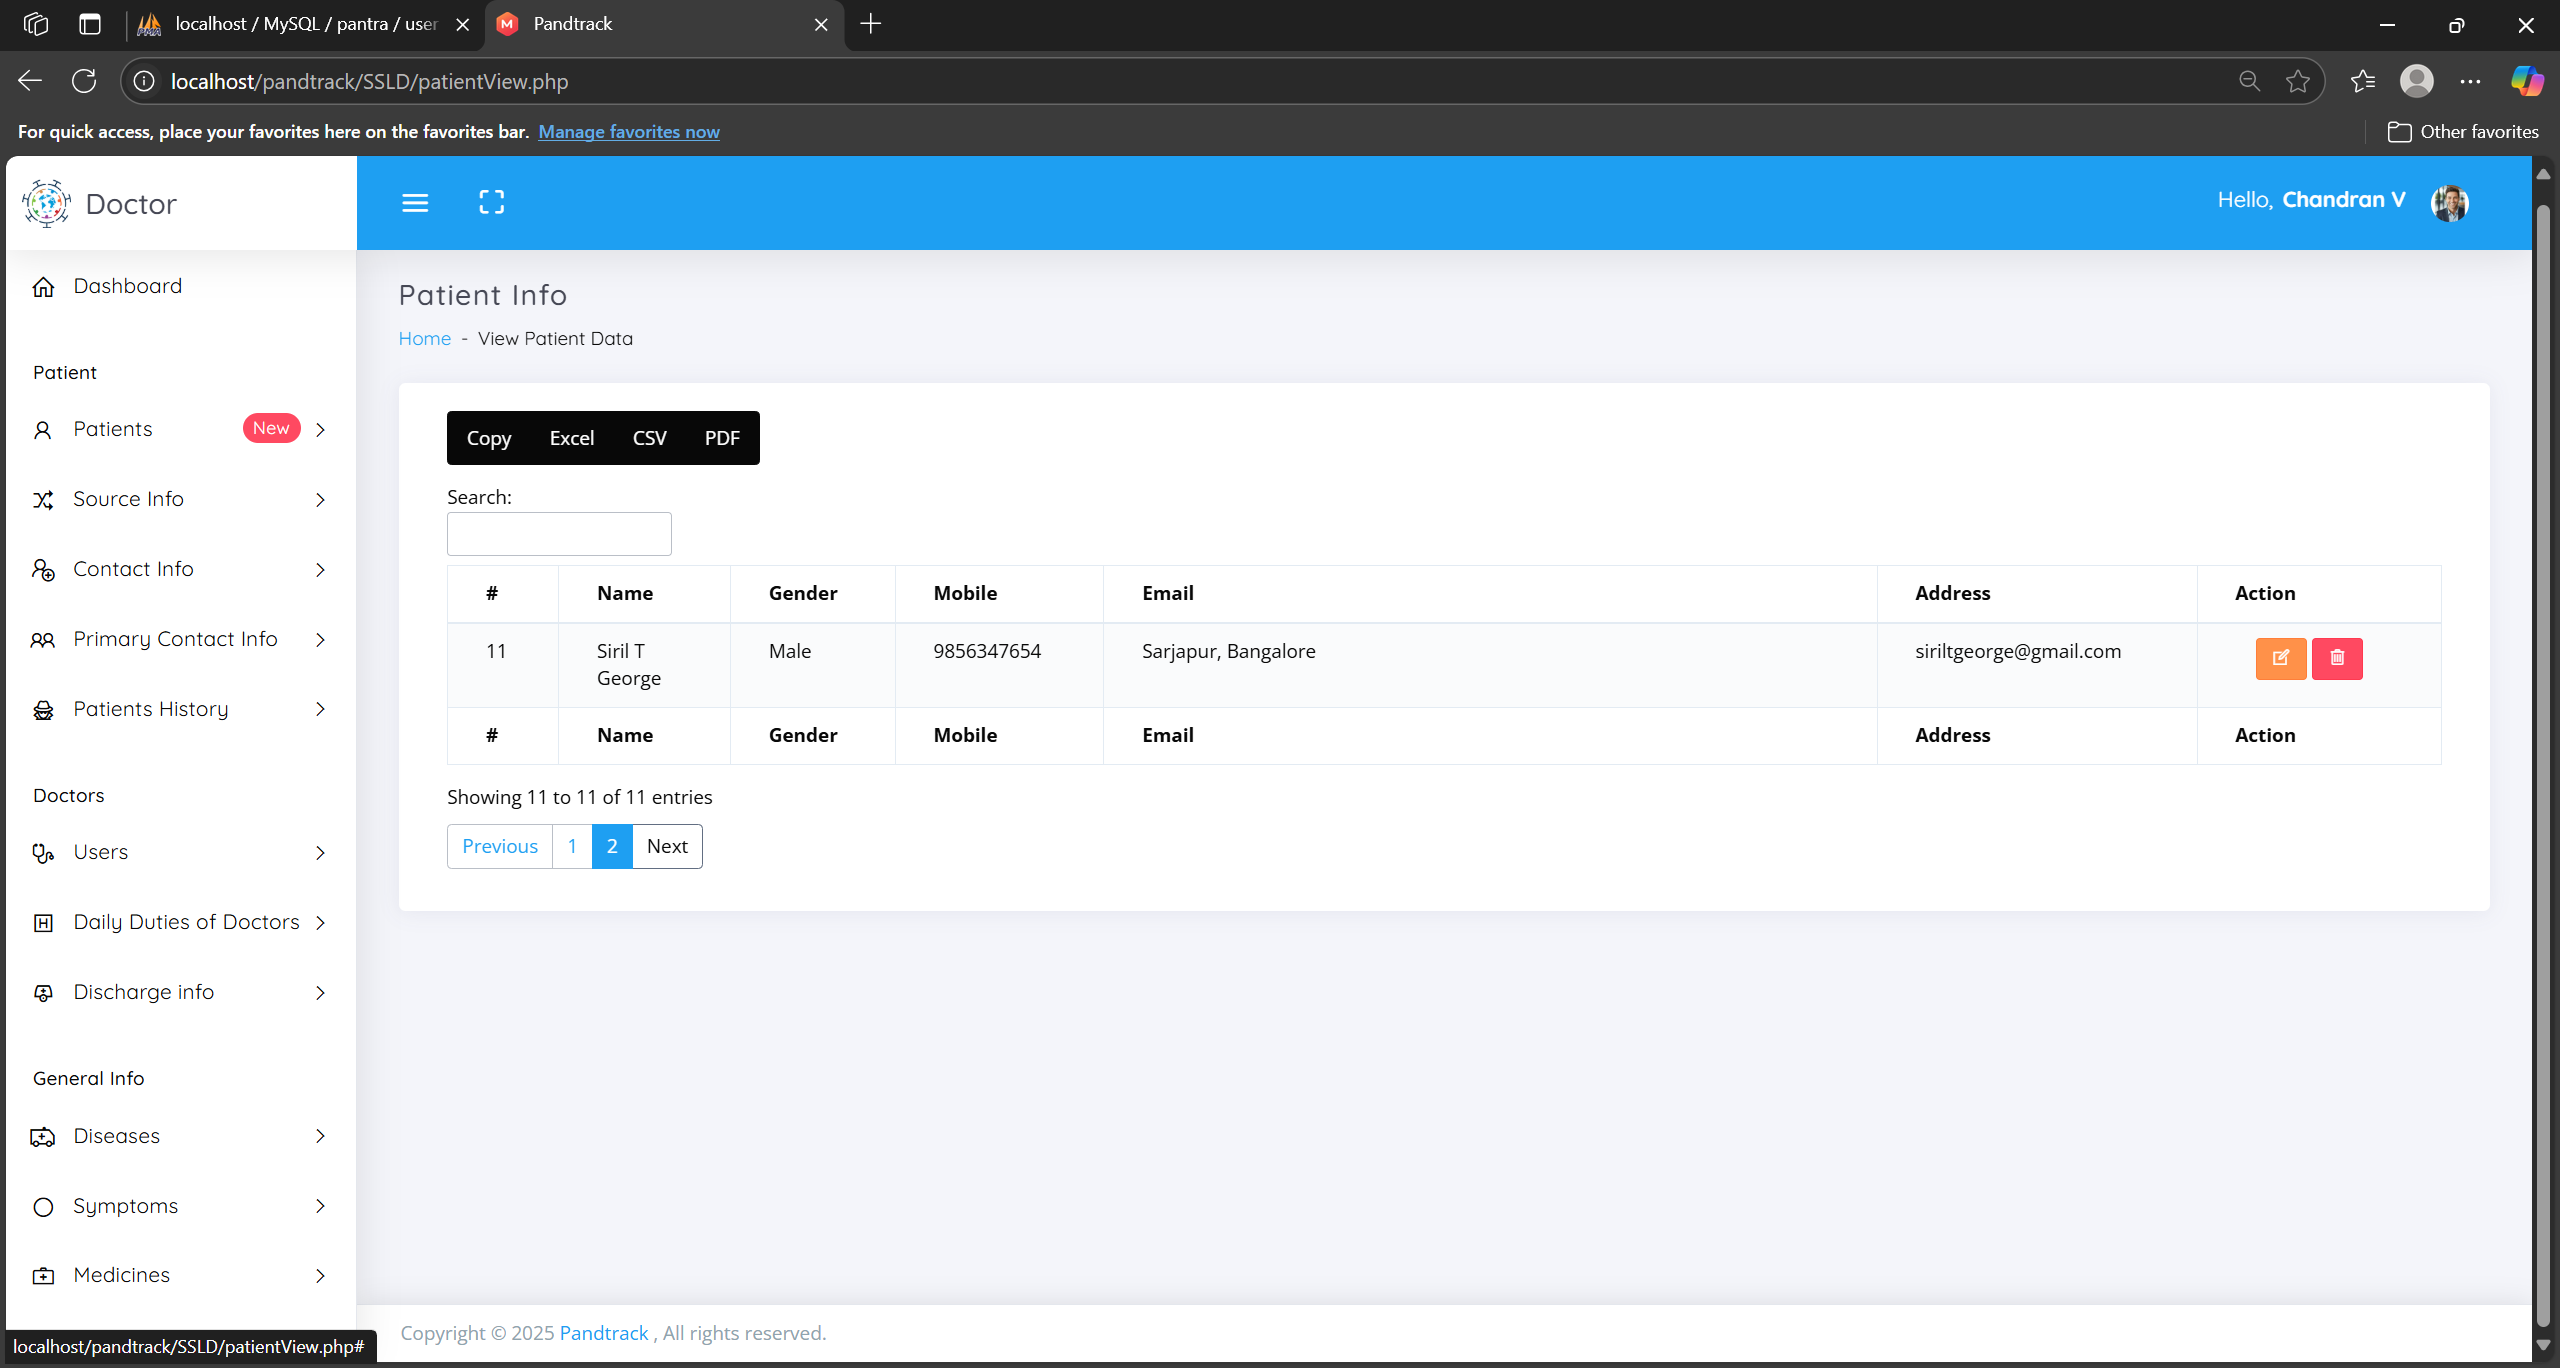 localhost / MySQL / pantra / user
Pandtrack
localhost/pandtrack/SSLD/patientView.php
For quick access, place your favorites here on the favorites bar. Manage favorites now
Other favorites
Doctor
Hello, Chandran V
Dashboard
Patient
Patients New
Source Info
Contact Info
Primary Contact Info
Patients History
Doctors
Users
Daily Duties of Doctors
Discharge info
General Info
Diseases
Symptoms
Medicines
Patient Info
Home - View Patient Data
Copy Excel CSV PDF
Search:
# Name Gender Mobile Email Address Action
11 Siril T George Male 9856347654 Sarjapur, Bangalore siriltgeorge@gmail.com
# Name Gender Mobile Email Address Action
Showing 11 to 11 of 11 entries
Previous 1 2 Next
Copyright © 2025 Pandtrack , All rights reserved.
localhost/pandtrack/SSLD/patientView.php#